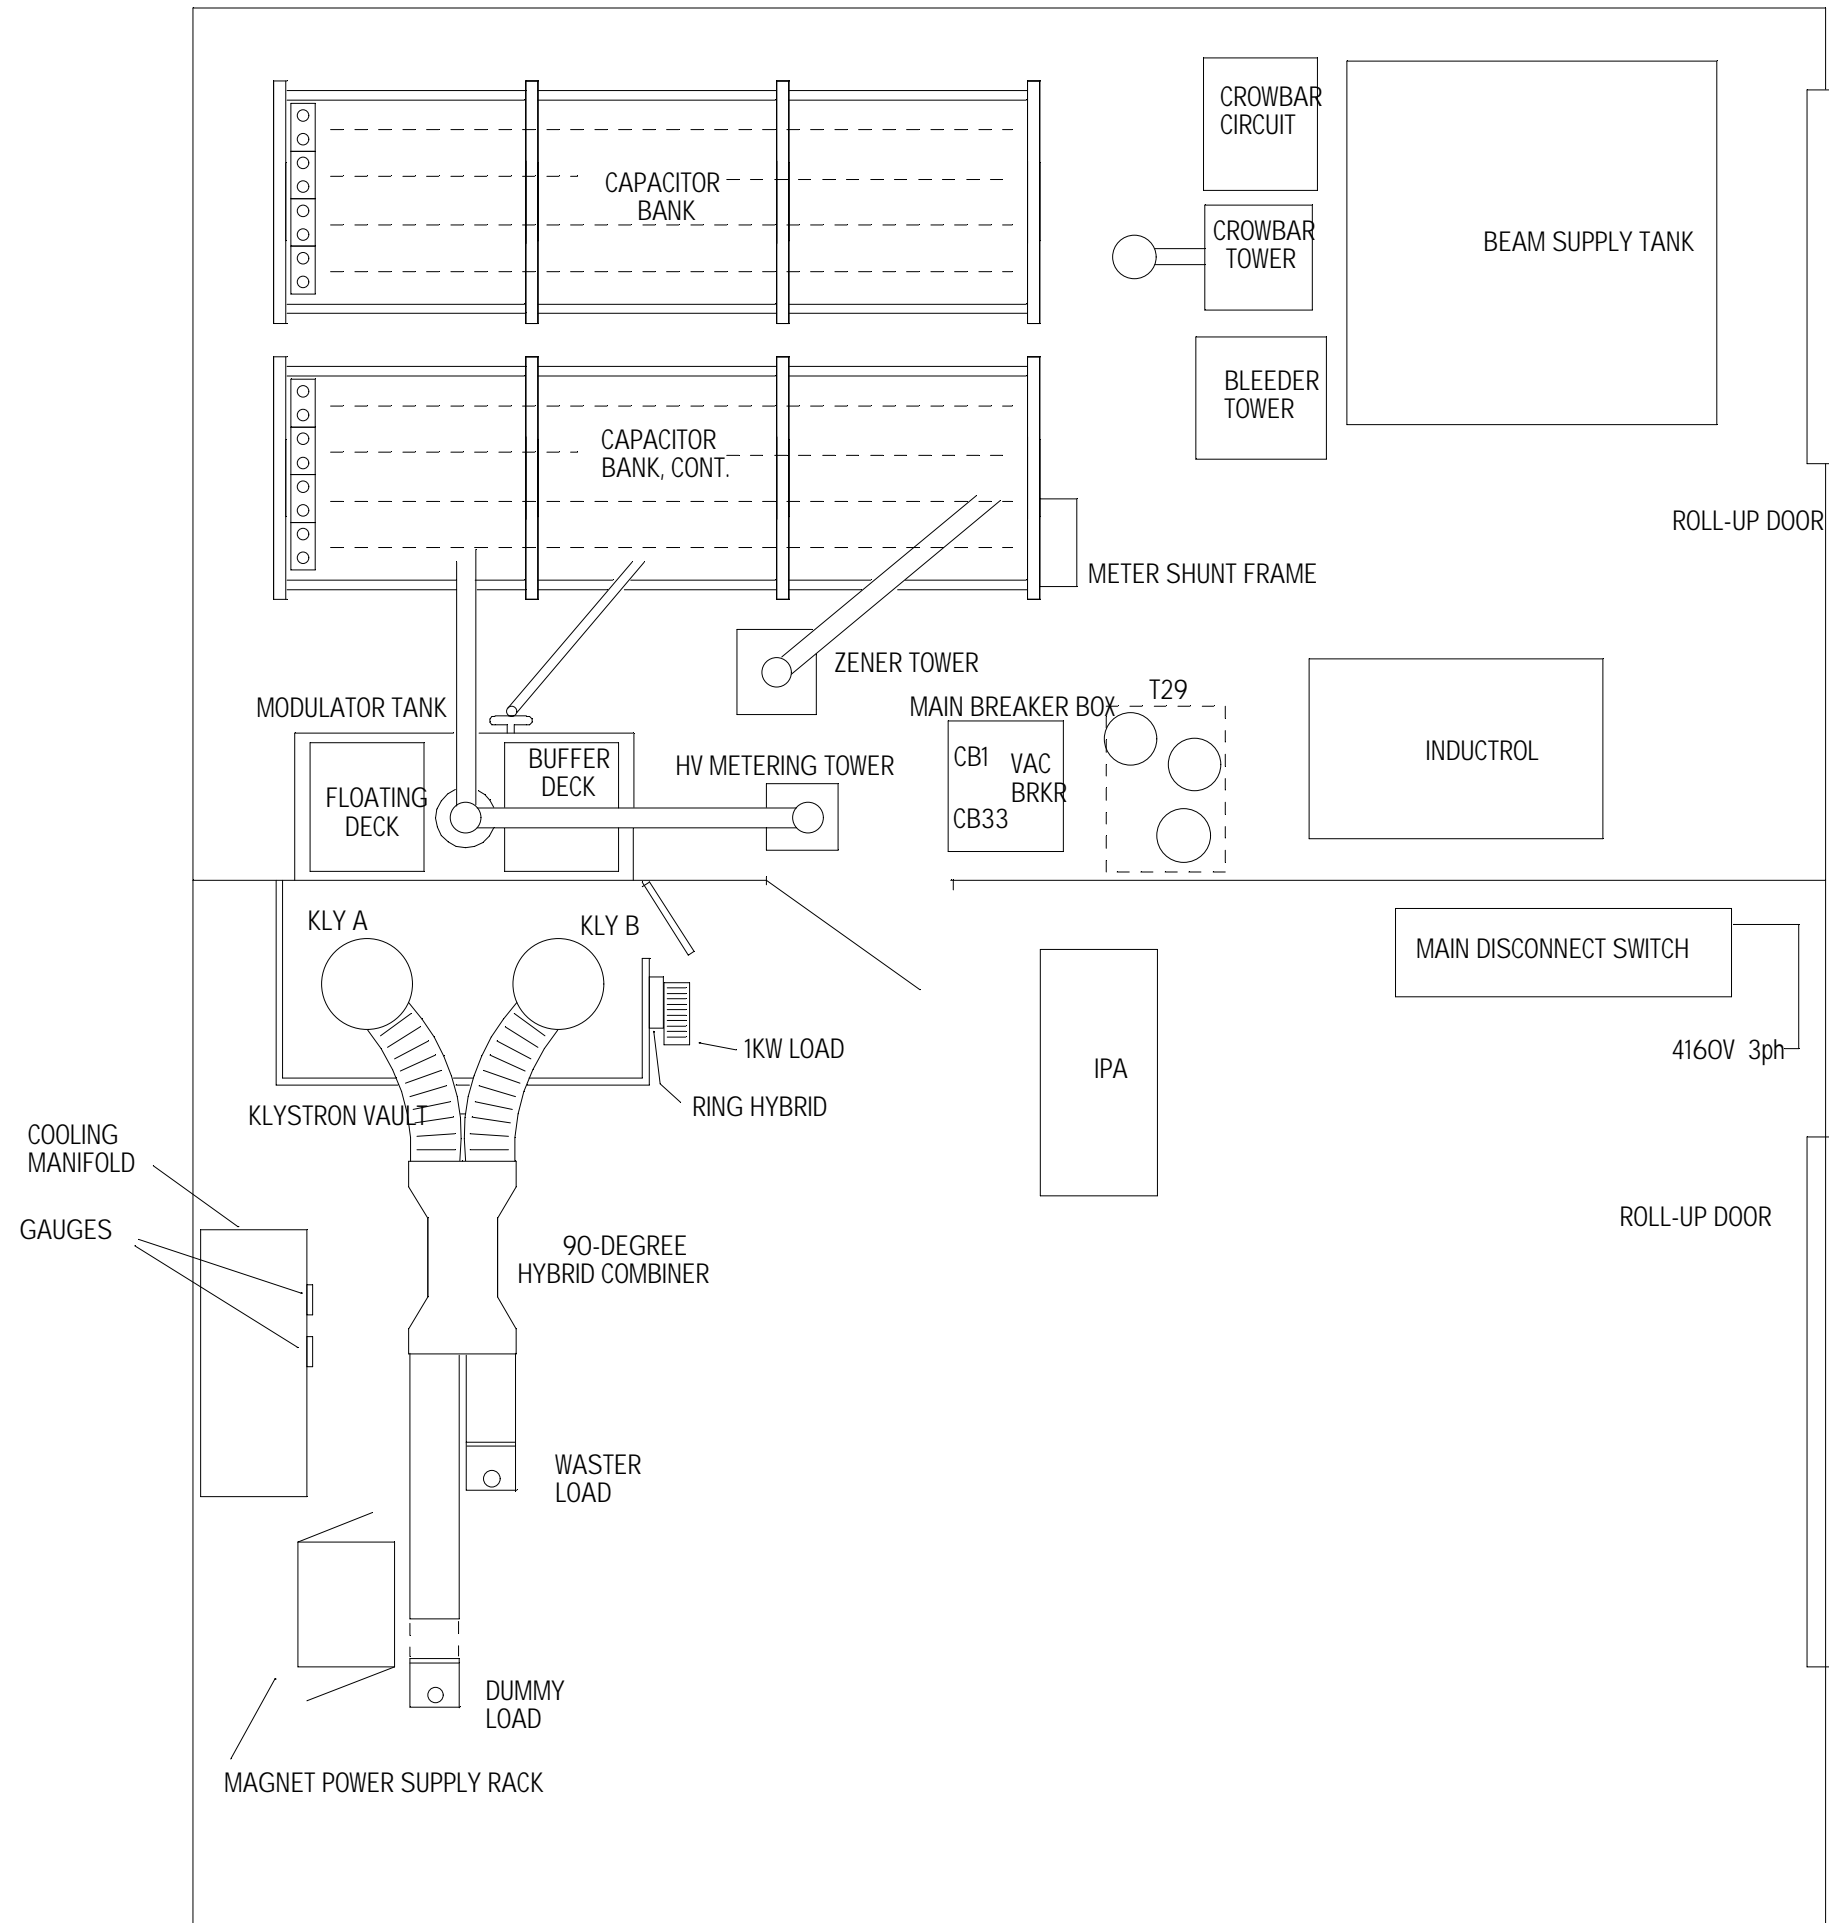 CROWBAR
CIRCUIT
CAPACITOR
BANK
CROWBAR
TOWER
BEAM SUPPLY TANK
BLEEDER
TOWER
CAPACITOR
BANK, CONT.
ROLL-UP DOOR
METER SHUNT FRAME
ZENER TOWER
MODULATOR TANK
MAIN BREAKER BOX
T29
BUFFER
DECK
HV METERING TOWER
CB1
VAC
BRKR
INDUCTROL
FLOATING
DECK
CB33
KLY A
KLY B
MAIN DISCONNECT SWITCH
1KW LOAD
4160V 3ph
IPA
KLYSTRON VAULT
RING HYBRID
COOLING
MANIFOLD
GAUGES
ROLL-UP DOOR
90-DEGREE
HYBRID COMBINER
WASTER
LOAD
DUMMY
LOAD
MAGNET POWER SUPPLY RACK